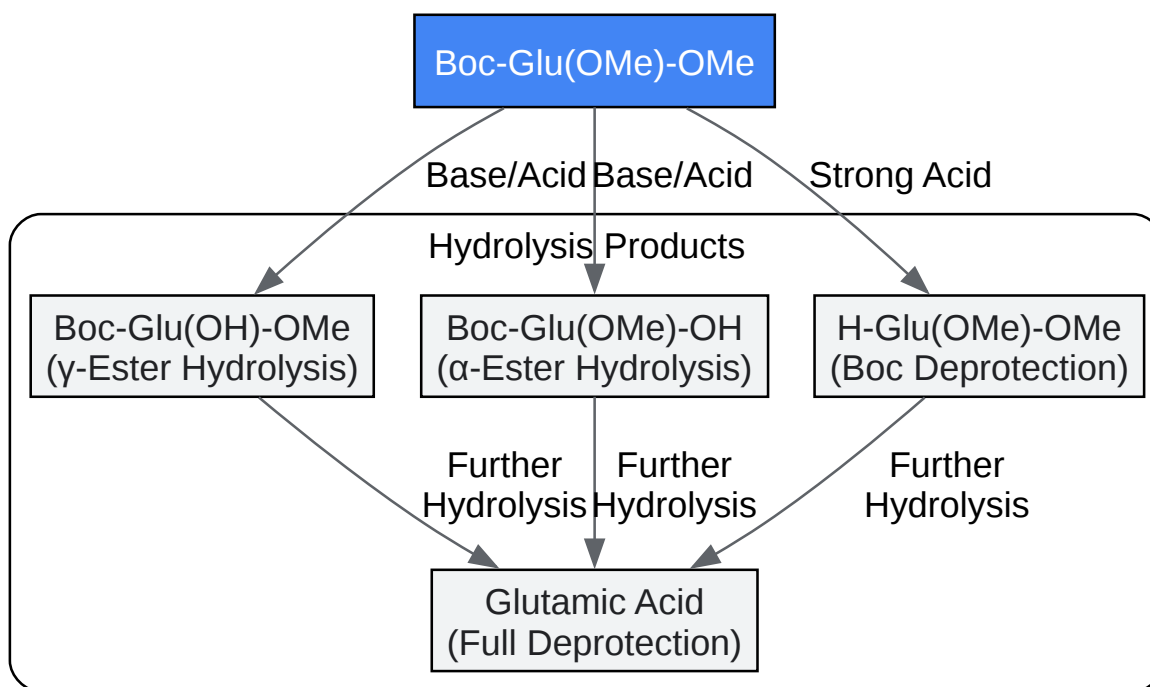 Boc-Glu(OMe)-OMe
Base/Acid
Base/Acid
Strong Acid
Hydrolysis Products
Boc-Glu(OH)-OMe
(γ-Ester Hydrolysis)
Boc-Glu(OMe)-OH
(α-Ester Hydrolysis)
H-Glu(OMe)-OMe
(Boc Deprotection)
Further
Hydrolysis
Further
Hydrolysis
Further
Hydrolysis
Glutamic Acid
(Full Deprotection)